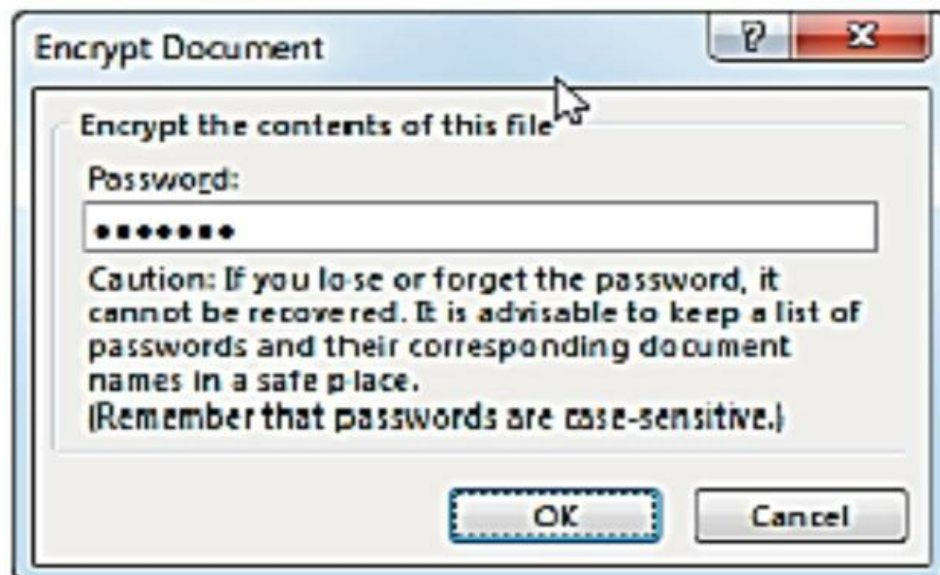 Encrypt Document
?
Encrypt the contents of this file
Password:
•••••••
Caution: If you lose or forget the password, it
cannot be recovered. It is advisable to keep a list of
passwords and their corresponding document
names in a safe place.
(Remember that passwords are case-sensitive.)
OK
Cancel